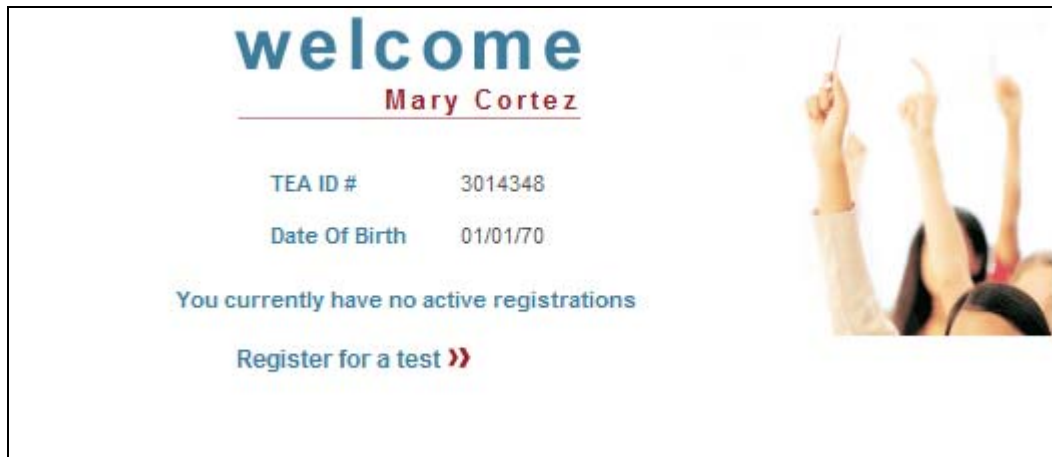 welcome
Mary Cortez
TEA ID # 3014348
Date Of Birth 01/01/70
You currently have no active registrations
Register for a test »